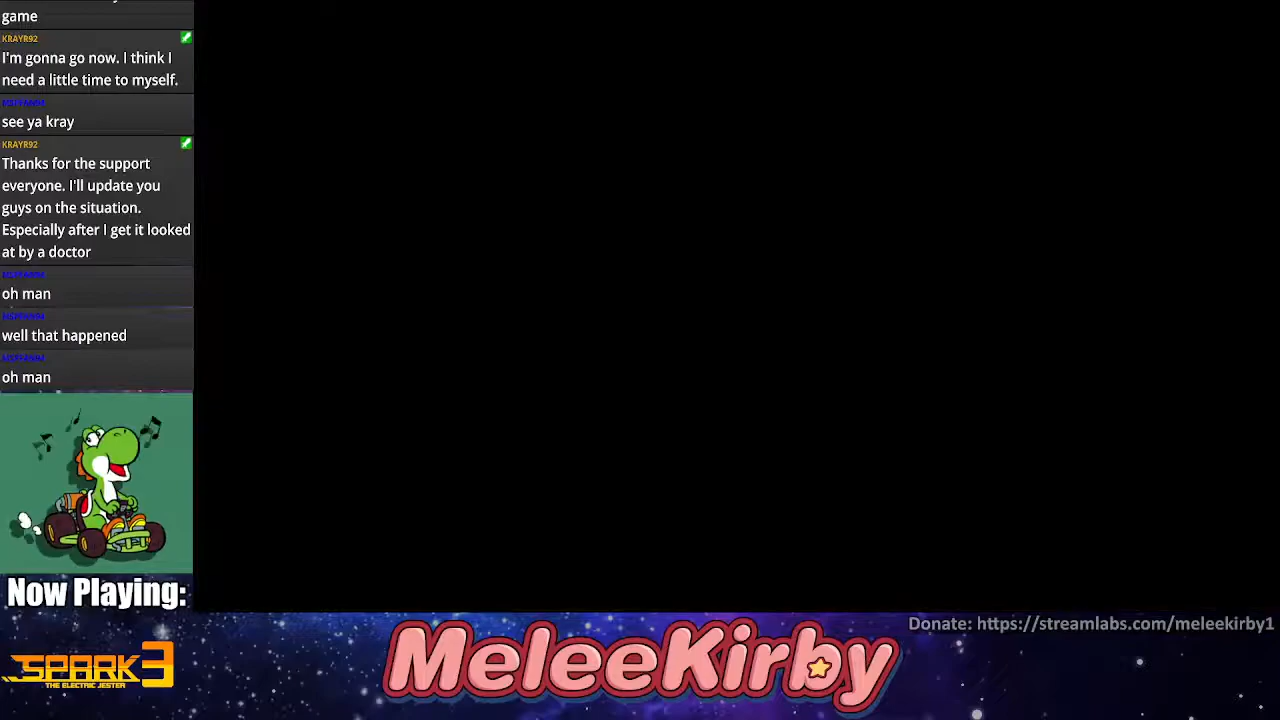 game
KRAYR92
I'm gonna go now. I think I
need a little time to myself.
see ya kray
KRAYR92
Thanks for the support
everyone. I'll update you
guys on the situation.
Especially after I get it looked
at by a doctor
oh man
well that happened
oh man
Now Playing:
SPARK 3
THE ELECTRIC JESTER
MeleeKirby
Donate: https://streamlabs.com/meleekirby1